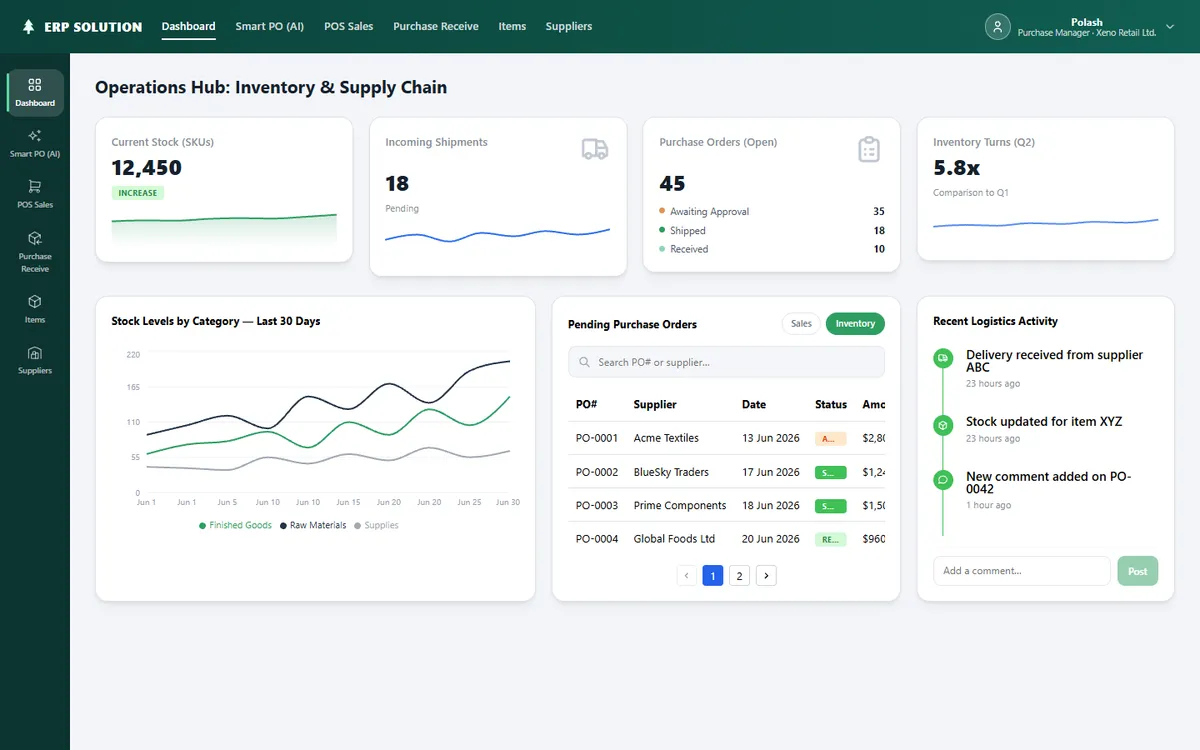 ERP SOLUTION
Dashboard
Smart PO (AI)
POS Sales
Purchase Receive
Items
Suppliers
Polash
Purchase Manager · Xeno Retail Ltd.
Dashboard
Smart PO (AI)
POS Sales
Purchase
Receive
Items
Suppliers
Operations Hub: Inventory & Supply Chain
Current Stock (SKUs)
12,450
INCREASE
Incoming Shipments
18
Pending
Purchase Orders (Open)
45
Awaiting Approval 35
Shipped 18
Received 10
Inventory Turns (Q2)
5.8x
Comparison to Q1
Stock Levels by Category — Last 30 Days
220
165
110
55
0
Jun 1 Jun 1 Jun 5 Jun 10 Jun 10 Jun 15 Jun 20 Jun 20 Jun 25 Jun 30
Finished Goods Raw Materials Supplies
Pending Purchase Orders
Sales Inventory
Search PO# or supplier...
PO# Supplier Date Status Amo
PO-0001 Acme Textiles 13 Jun 2026 A... $2,80
PO-0002 BlueSky Traders 17 Jun 2026 S... $1,24
PO-0003 Prime Components 18 Jun 2026 S... $1,50
PO-0004 Global Foods Ltd 20 Jun 2026 RE... $960
1 2
Recent Logistics Activity
Delivery received from supplier
ABC
23 hours ago
Stock updated for item XYZ
23 hours ago
New comment added on PO-
0042
1 hour ago
Add a comment...
Post